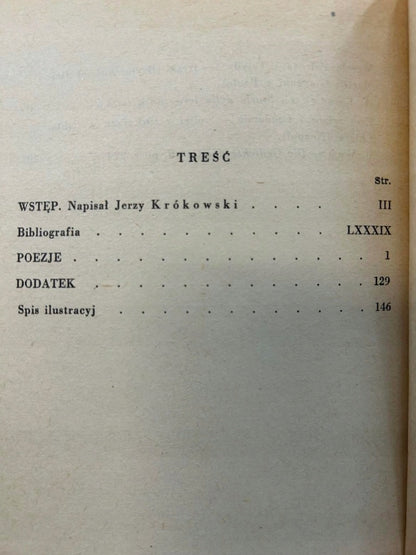 TREŚĆ
Str.
WSTĘP. Napisał Jerzy Krókowski . . . . III
Bibliografia . . . . . . . . . . . LXXXIX
POEZJE . . . . . . . . . . . . . 1
DODATEK . . . . . . . . . . . . 129
Spis ilustracyj . . . . . . . . . . . 146